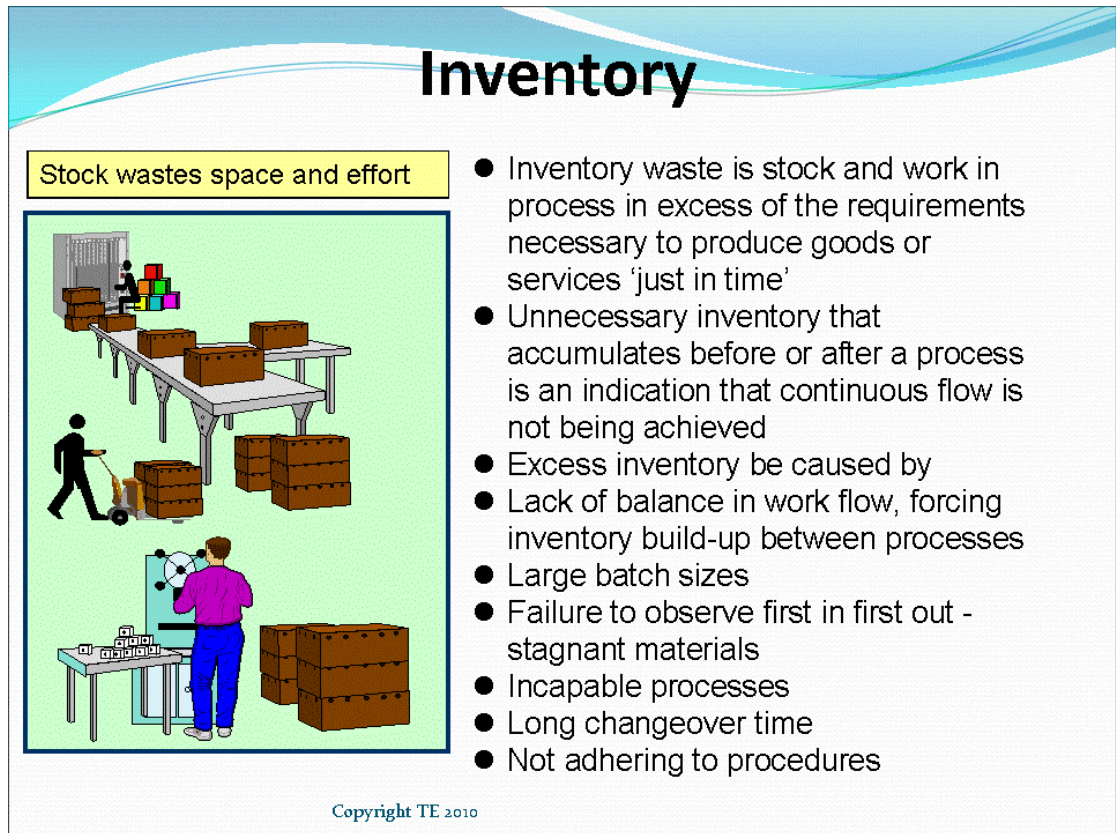 Inventory
Stock wastes space and effort
● Inventory waste is stock and work in
process in excess of the requirements
necessary to produce goods or
services ‘just in time’
● Unnecessary inventory that
accumulates before or after a process
is an indication that continuous flow is
not being achieved
● Excess inventory be caused by
● Lack of balance in work flow, forcing
inventory build-up between processes
● Large batch sizes
● Failure to observe first in first out -
stagnant materials
● Incapable processes
● Long changeover time
● Not adhering to procedures
Copyright TE 2010